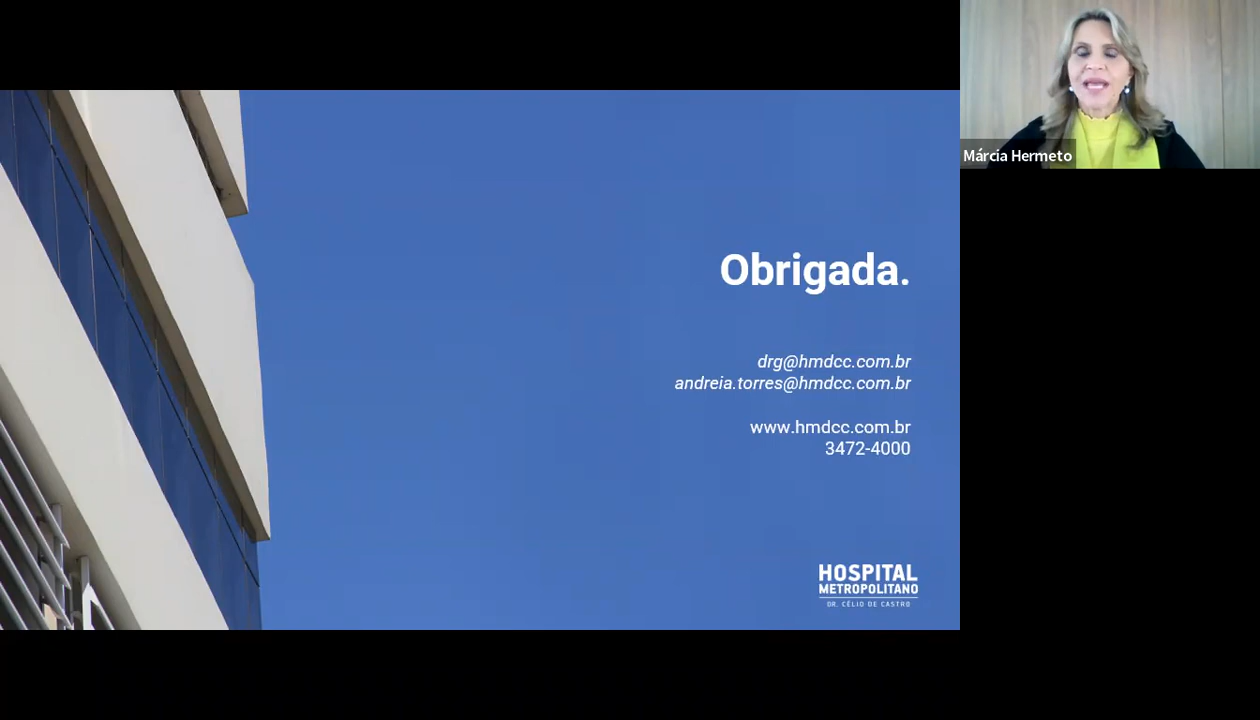 Márcia Hermeto
Obrigada.
drg@hmdcc.com.br
andreia.torres@hmdcc.com.br
www.hmdcc.com.br
3472-4000
HOSPITAL
METROPOLITANO
DR. CÉLIO DE CASTRO